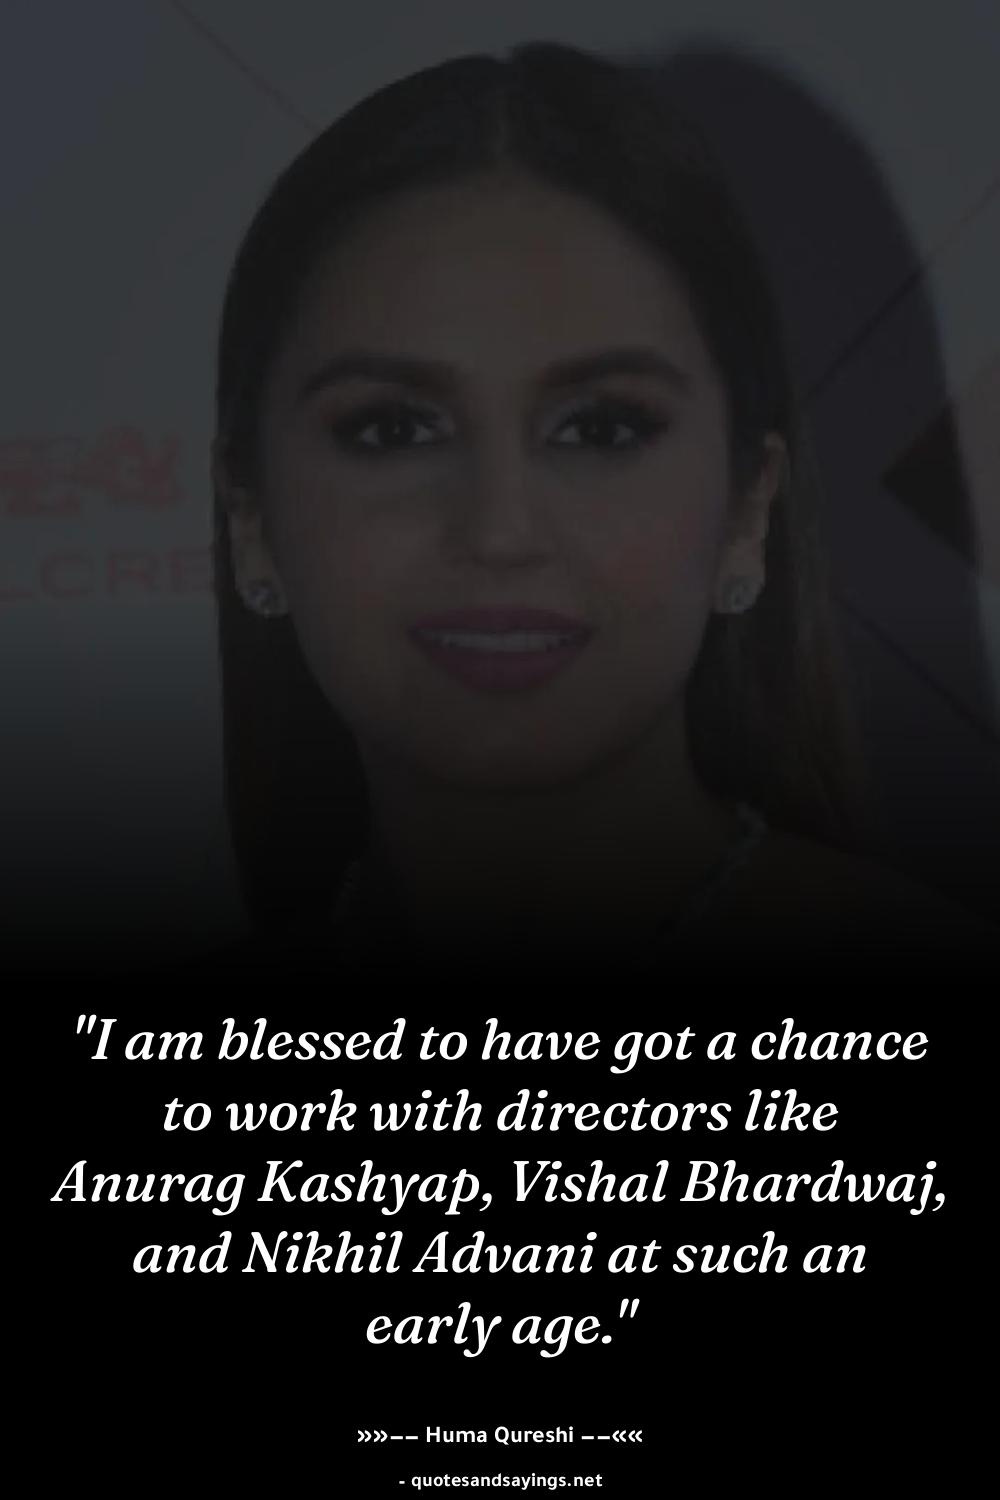 LCRE
"I am blessed to have got a chance
to work with directors like
Anurag Kashyap, Vishal Bhardwaj,
and Nikhil Advani at such an
early age."
»»−− Huma Qureshi −−««
- quotesandsayings.net